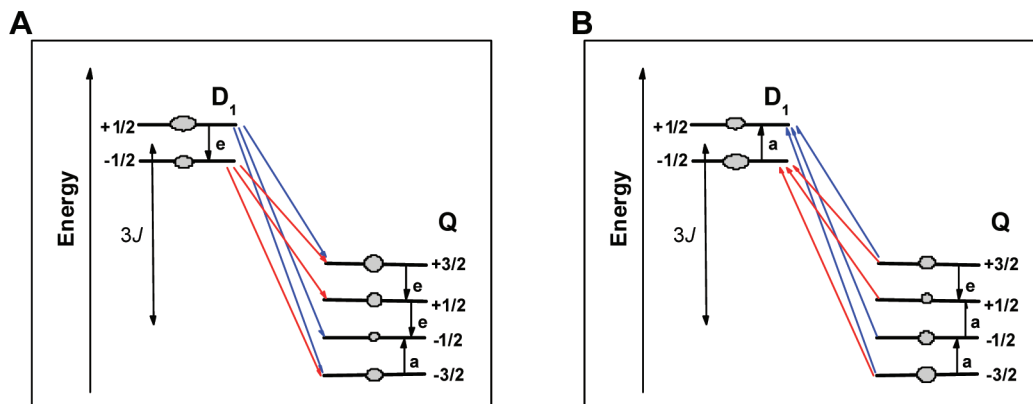 A
Energy
D1
+1/2
-1/2
e
3J
Q
+3/2
e
+1/2
e
-1/2
a
-3/2
B
Energy
D1
+1/2
-1/2
a
3J
Q
+3/2
e
+1/2
a
-1/2
a
-3/2